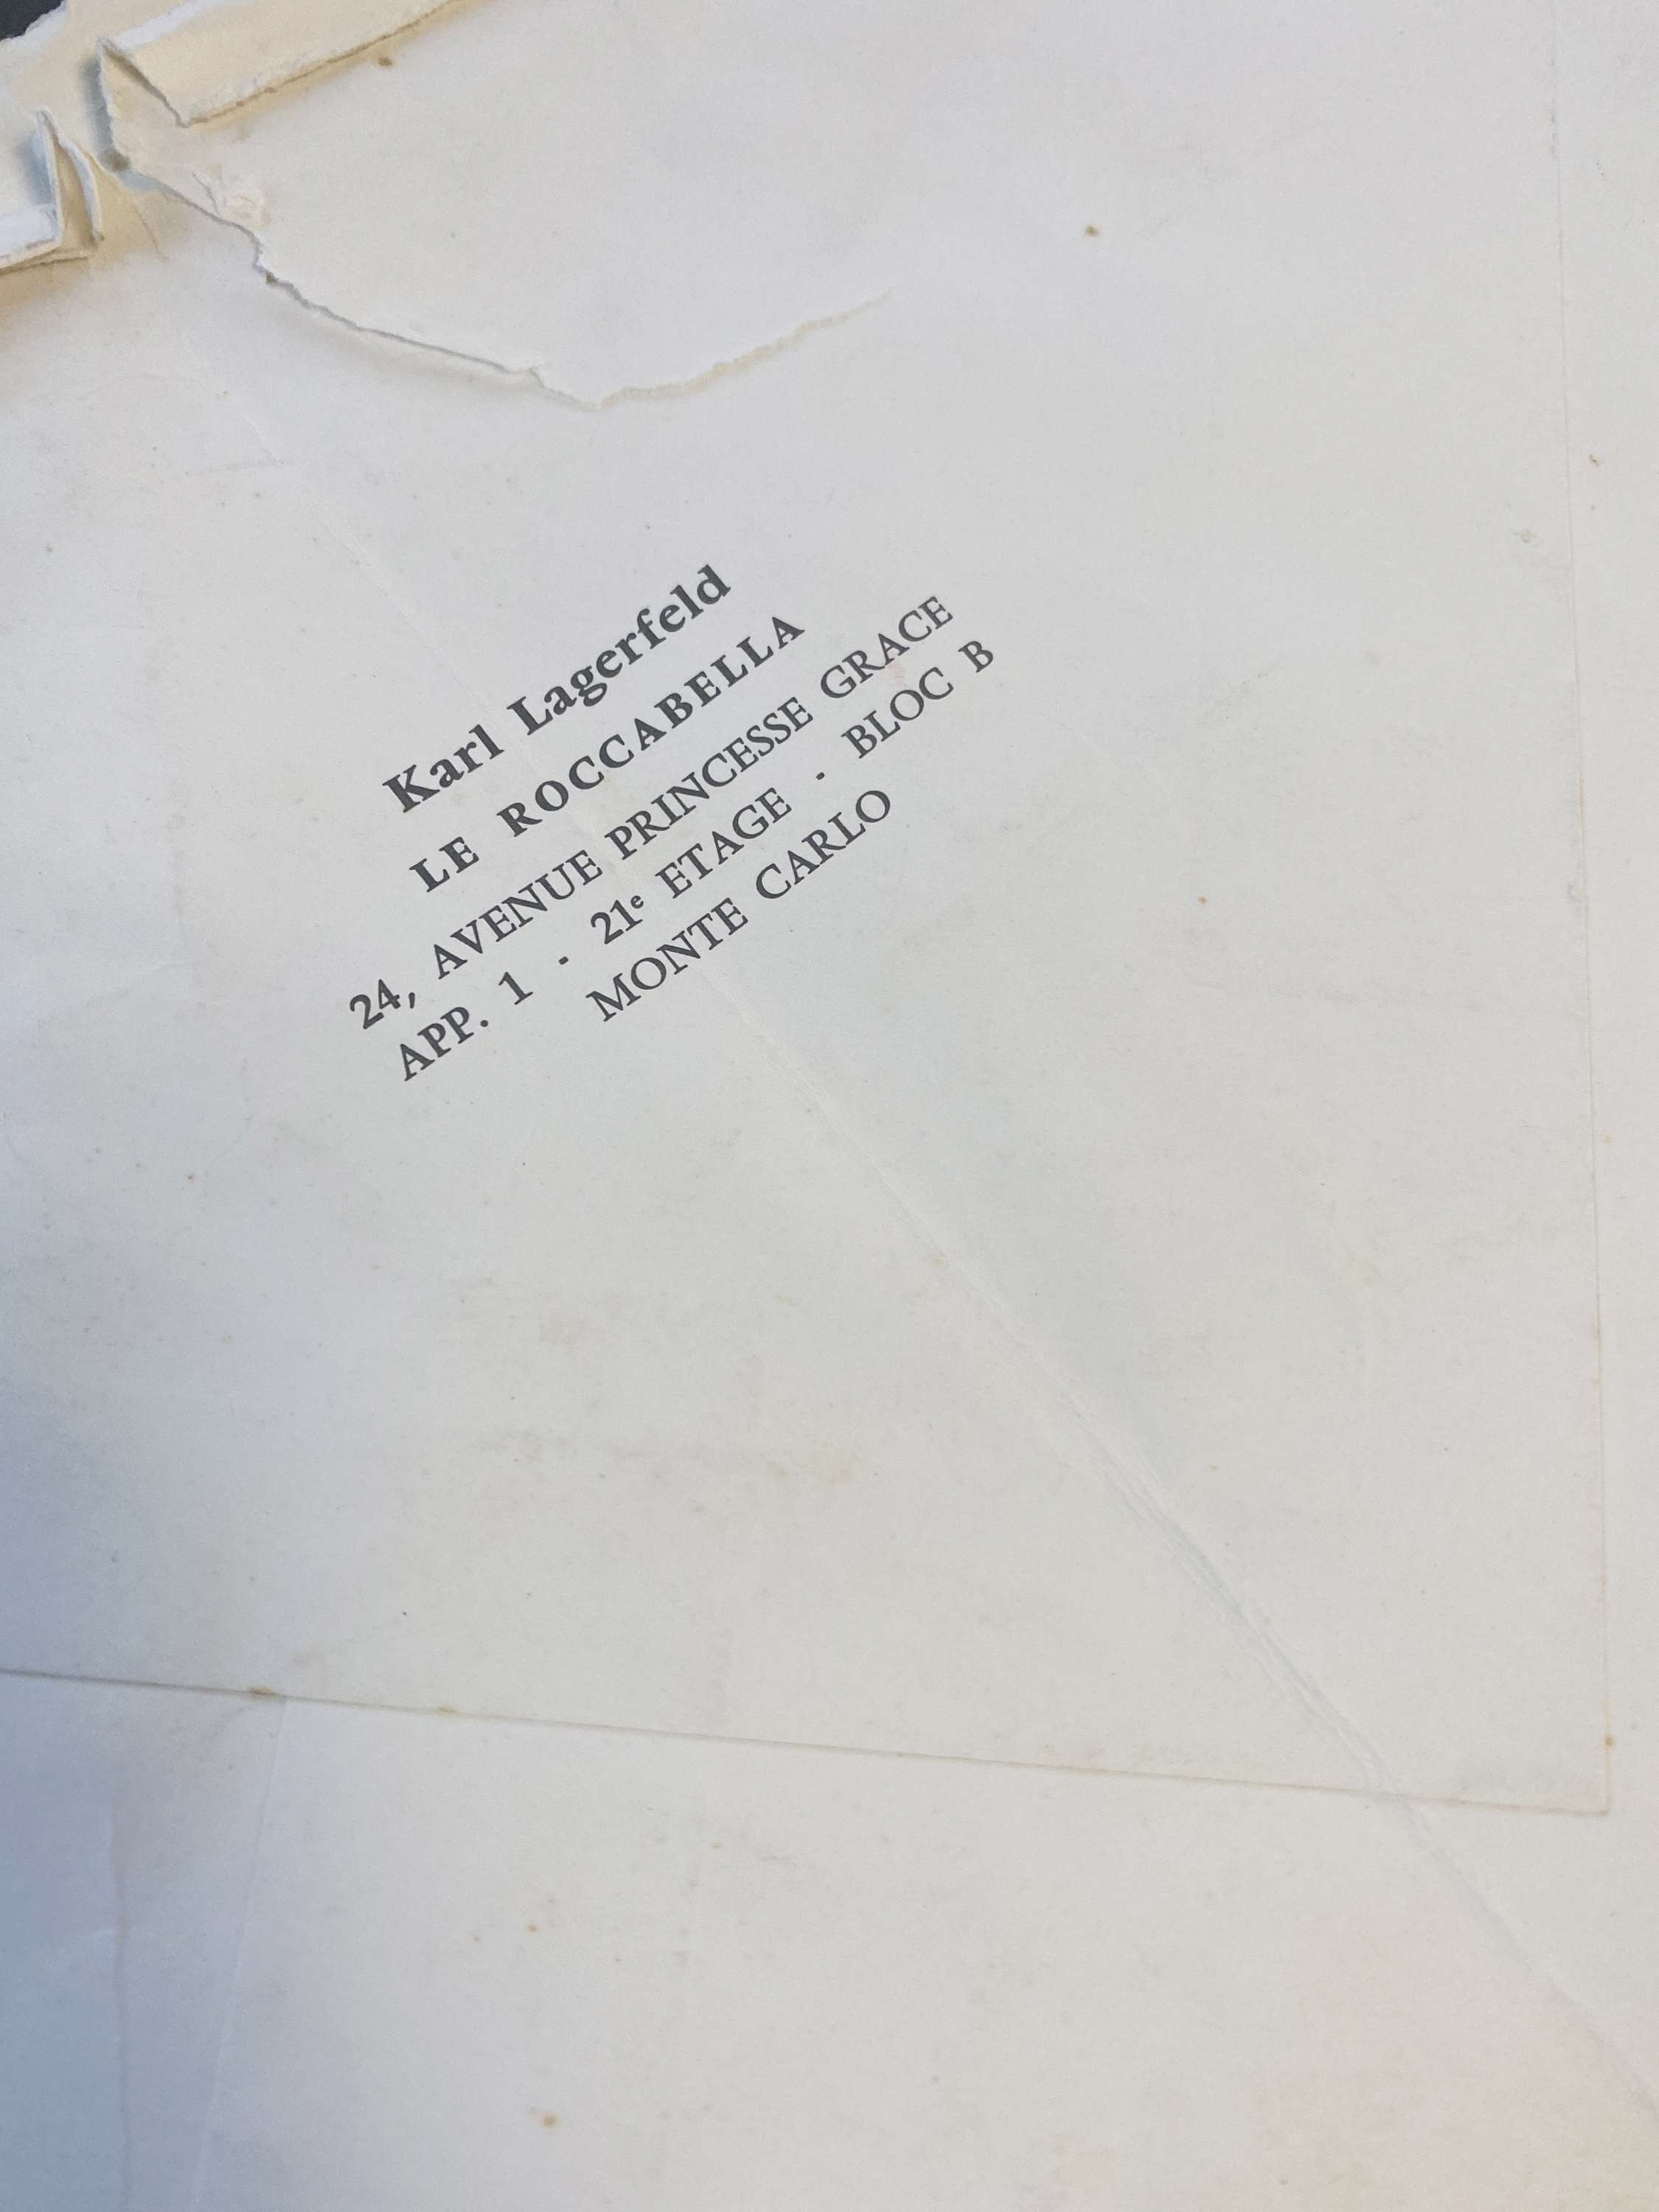 Karl Lagerfeld
LE ROCCABELLA
24, AVENUE PRINCESSE GRACE
APP. 1 - 21e ETAGE - BLOC B
MONTE CARLO